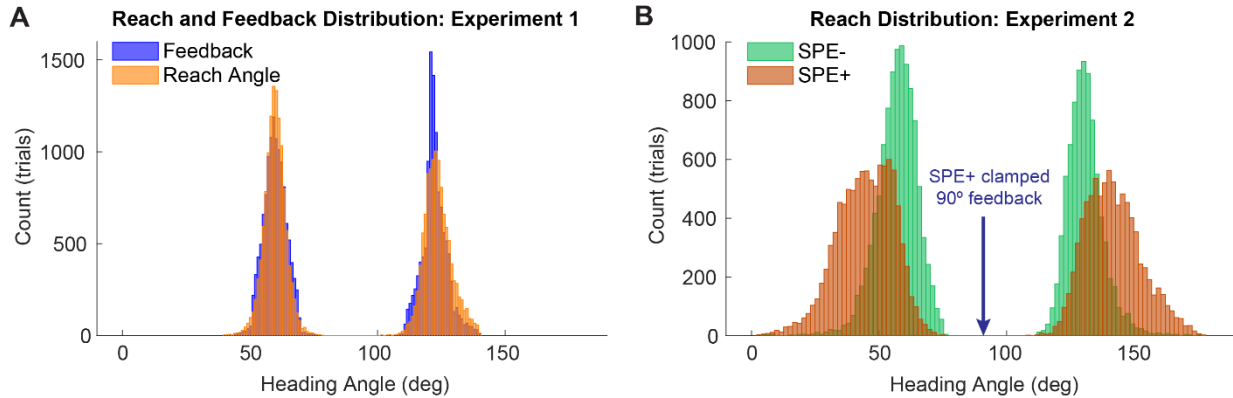 A
Reach and Feedback Distribution: Experiment 1
Feedback
Reach Angle
1500
1000
500
0
Count (trials)
0
50
100
150
Heading Angle (deg)
B
Reach Distribution: Experiment 2
SPE-
SPE+
1000
800
600
400
200
0
Count (trials)
SPE+ clamped
90º feedback
0
50
100
150
Heading Angle (deg)